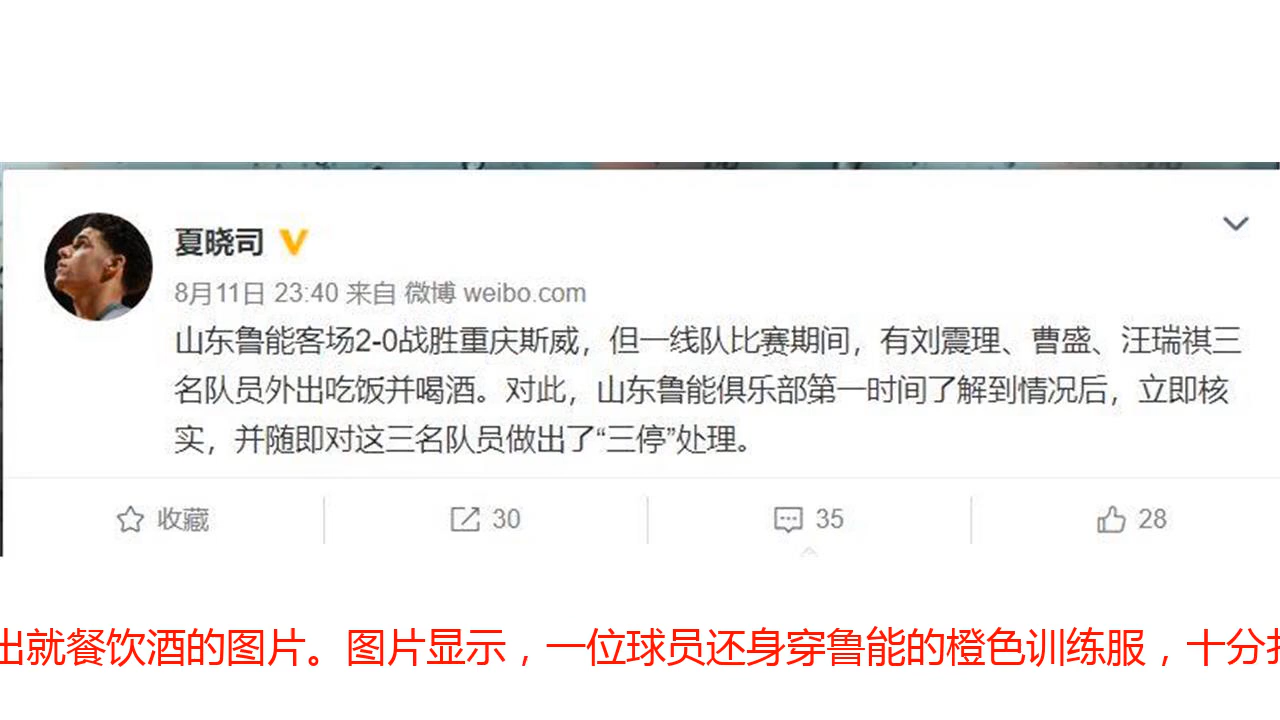 夏晓司
8月11日 23:40 来自 微博 weibo.com
山东鲁能客场2-0战胜重庆斯威，但一线队比赛期间，有刘震理、曹盛、汪瑞祺三
名队员外出吃饭并喝酒。对此，山东鲁能俱乐部第一时间了解到情况后，立即核
实，并随即对这三名队员做出了“三停”处理。
收藏 30 35 28
出就餐饮酒的图片。图片显示，一位球员还身穿鲁能的橙色训练服，十分